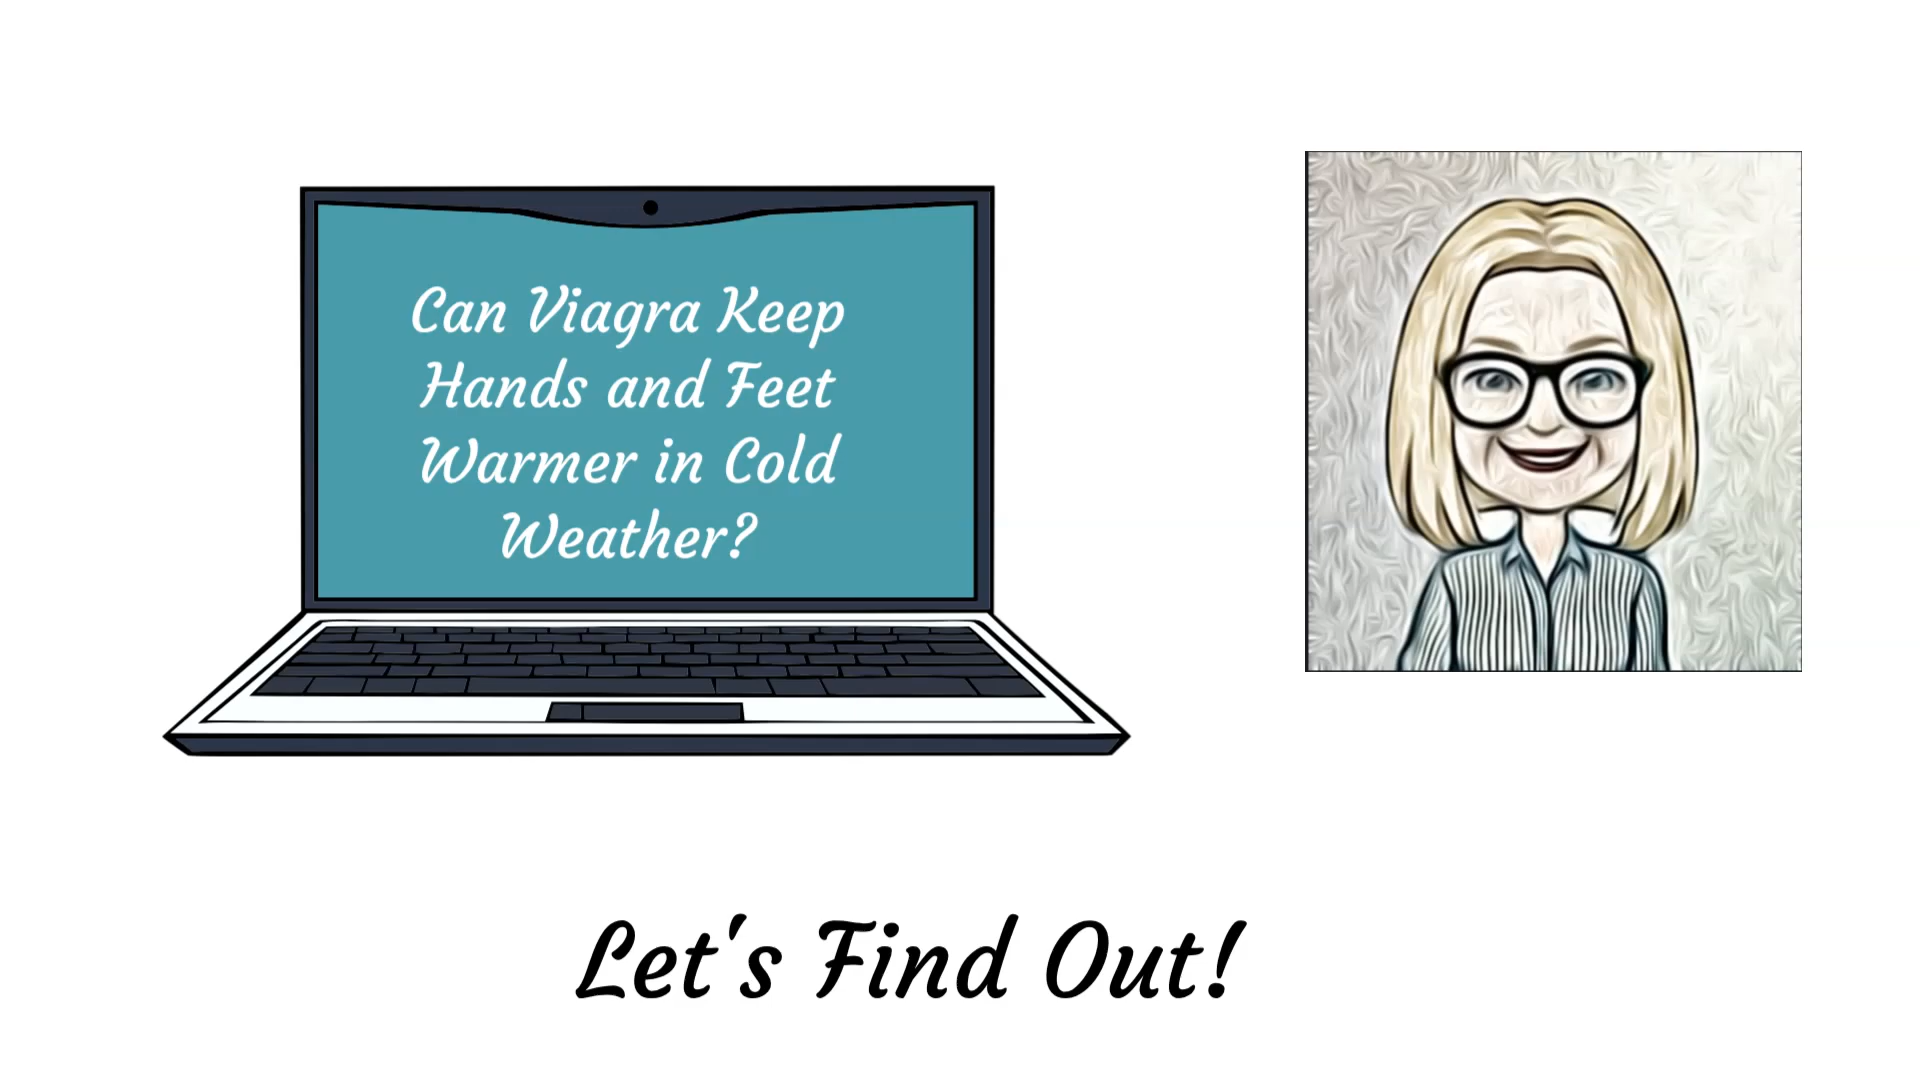 Can Viagra Keep
Hands and Feet
Warmer in Cold
Weather?
Let's Find Out!